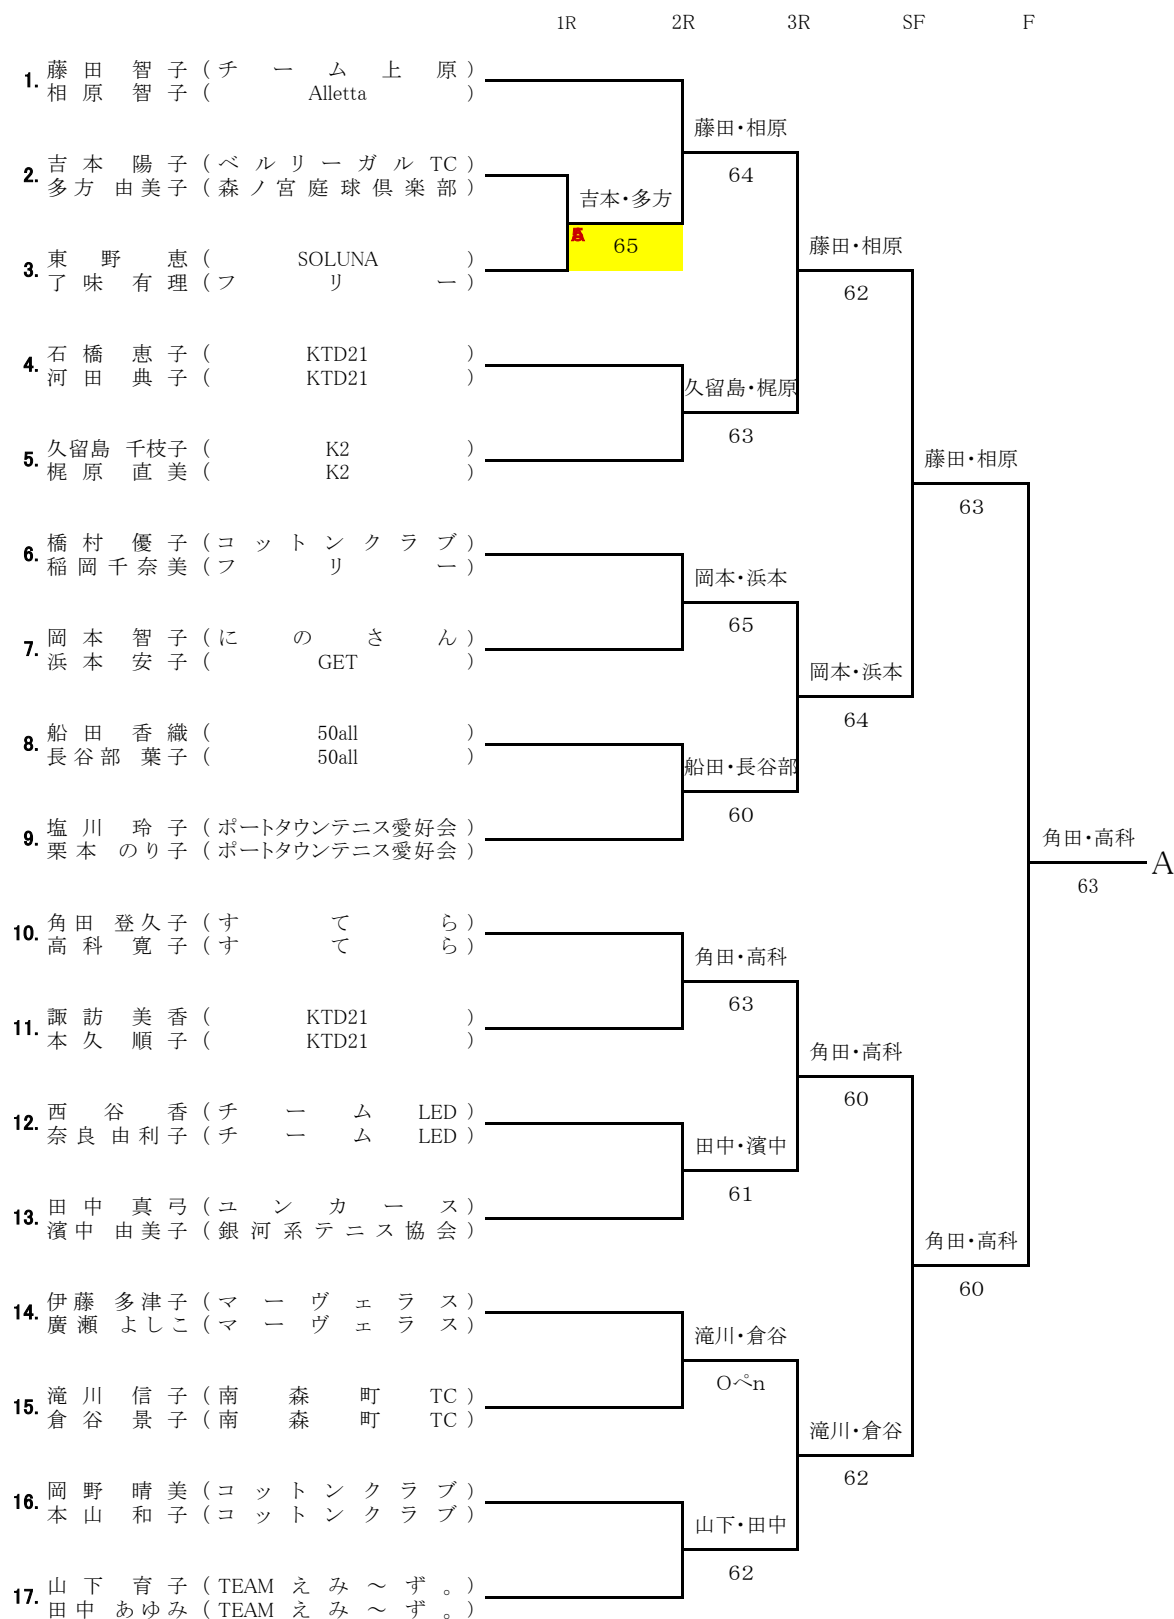 1R 2R 3R SF F
1. 藤田 智子 (チーム上原)
相原 智子 (Alletta)
藤田・相原
64
2. 吉本 陽子 (ベルリーガルTC)
多方 由美子 (森ノ宮庭球倶楽部)
吉本・多方
65
3. 東野 恵 (SOLUNA)
了味 有理 (フリー)
藤田・相原
62
4. 石橋 恵子 (KTD21)
河田 典子 (KTD21)
久留島・梶原
63
5. 久留島 千枝子 (K2)
梶原 直美 (K2)
藤田・相原
63
6. 橋村 優子 (コットンクラブ)
稲岡千奈美 (フリー)
岡本・浜本
65
7. 岡本 智子 (にのさん)
浜本 安子 (GET)
岡本・浜本
64
8. 船田 香織 (50all)
長谷部 葉子 (50all)
船田・長谷部
60
9. 塩川 玲子 (ポートタウンテニス愛好会)
栗本 のり子 (ポートタウンテニス愛好会)
角田・高科
A
63
10. 角田 登久子 (すてら)
高科 寛子 (すてら)
角田・高科
63
11. 諏訪 美香 (KTD21)
本久 順子 (KTD21)
角田・高科
60
12. 西谷 香 (チームLED)
奈良 由利子 (チームLED)
田中・濱中
61
13. 田中 真弓 (ユンカース)
濱中 由美子 (銀河系テニス協会)
角田・高科
60
14. 伊藤 多津子 (マーヴェラス)
廣瀬 よしこ (マーヴェラス)
滝川・倉谷
Oぺn
15. 滝川 信子 (南森町TC)
倉谷 景子 (南森町TC)
滝川・倉谷
62
16. 岡野 晴美 (コットンクラブ)
本山 和子 (コットンクラブ)
山下・田中
62
17. 山下 育子 (TEAMえみ～ず。)
田中 あゆみ (TEAMえみ～ず。)